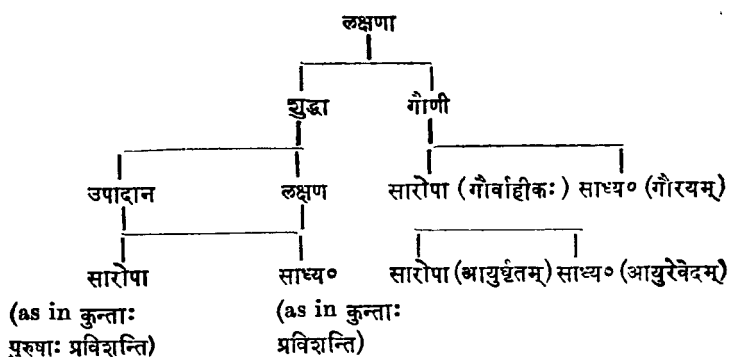 लक्षणा
शुद्धा गौणी
उपादान लक्षण सारोपा (गौर्वाहीकः) साध्य० (गौरयम्)
सारोपा साध्य० सारोपा (आयुर्घृतम्) साध्य० (आयुरेवेदम्)
(as in कुन्ताः (as in कुन्ताः
पुरुषाः प्रविशन्ति) प्रविशन्ति)